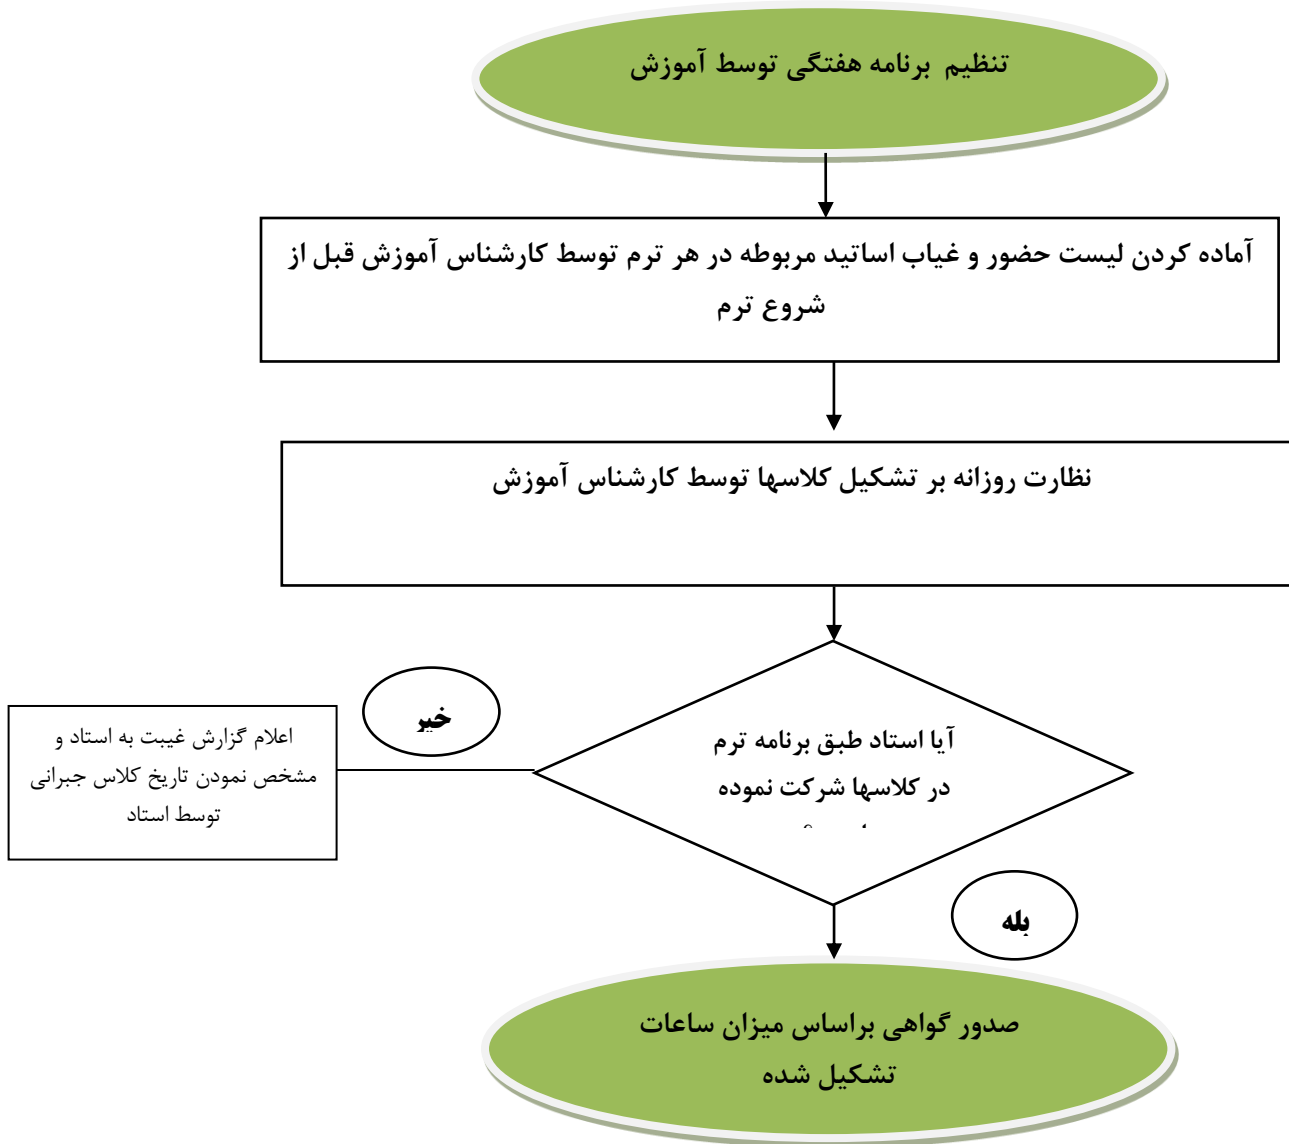 تنظیم برنامه هفتگی توسط آموزش
آماده کردن لیست حضور و غیاب اساتید مربوطه در هر ترم توسط کارشناس آموزش قبل از
شروع ترم
نظارت روزانه بر تشکیل کلاسها توسط کارشناس آموزش
خیر
اعلام گزارش غیبت به استاد و
مشخص نمودن تاریخ کلاس جبرانی
توسط استاد
آیا استاد طبق برنامه ترم
در کلاسها شرکت نموده
بله
صدور گواهی براساس میزان ساعات
تشکیل شده